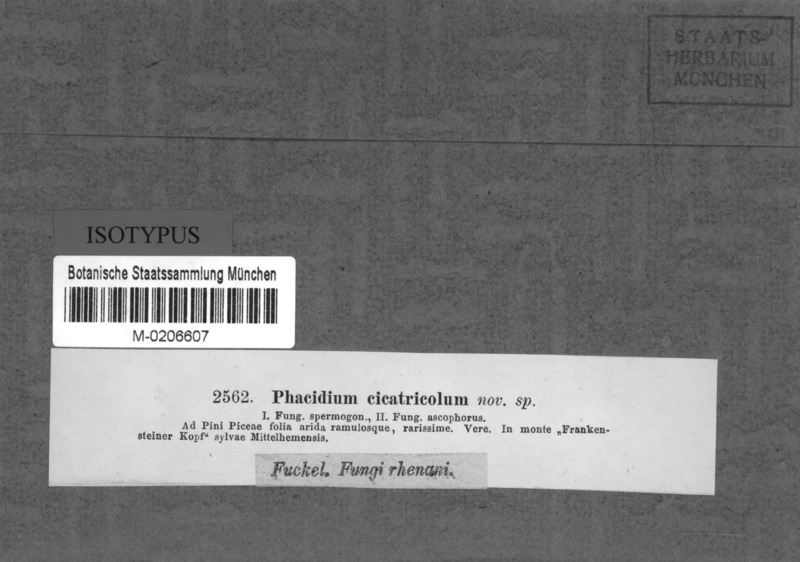 STAATS-
HERBARIUM
MÜNCHEN
ISOTYPUS
Botanische Staatssammlung München
M-0206607
2562. Phacidium cicatricolum nov. sp.
I. Fung. spermogon., II. Fung. ascophorus.
Ad Pini Piceae folia arida ramulosque, rarissime. Vere. In monte „Franken-
steiner Kopf“ sylvae Mittelhemensis.
Fuckel. Fungi rhenani.